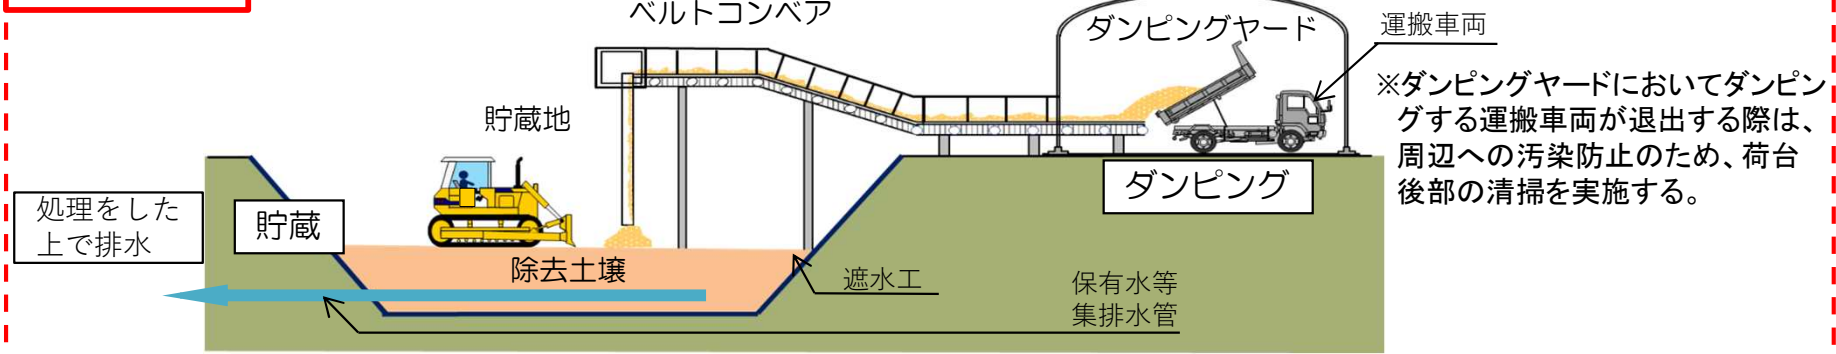 ベルトコンベア
ダンピングヤード
運搬車両
※ダンピングヤードにおいてダンピン
グする運搬車両が退出する際は、
周辺への汚染防止のため、荷台
後部の清掃を実施する。
貯蔵地
ダンピング
処理をした
上で排水
貯蔵
除去土壌
遮水工
保有水等
集排水管